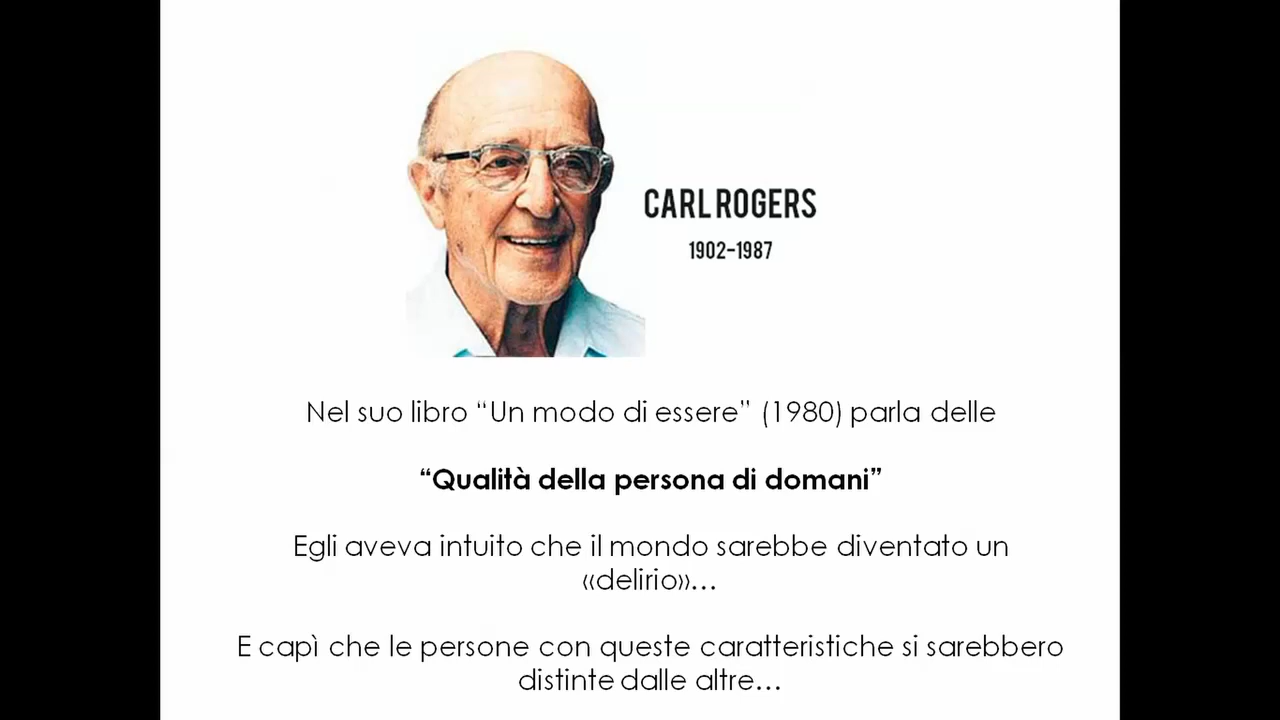 CARL ROGERS
1902-1987
Nel suo libro “Un modo di essere” (1980) parla delle
“Qualità della persona di domani”
Egli aveva intuito che il mondo sarebbe diventato un
«delirio»…
E capì che le persone con queste caratteristiche si sarebbero
distinte dalle altre…